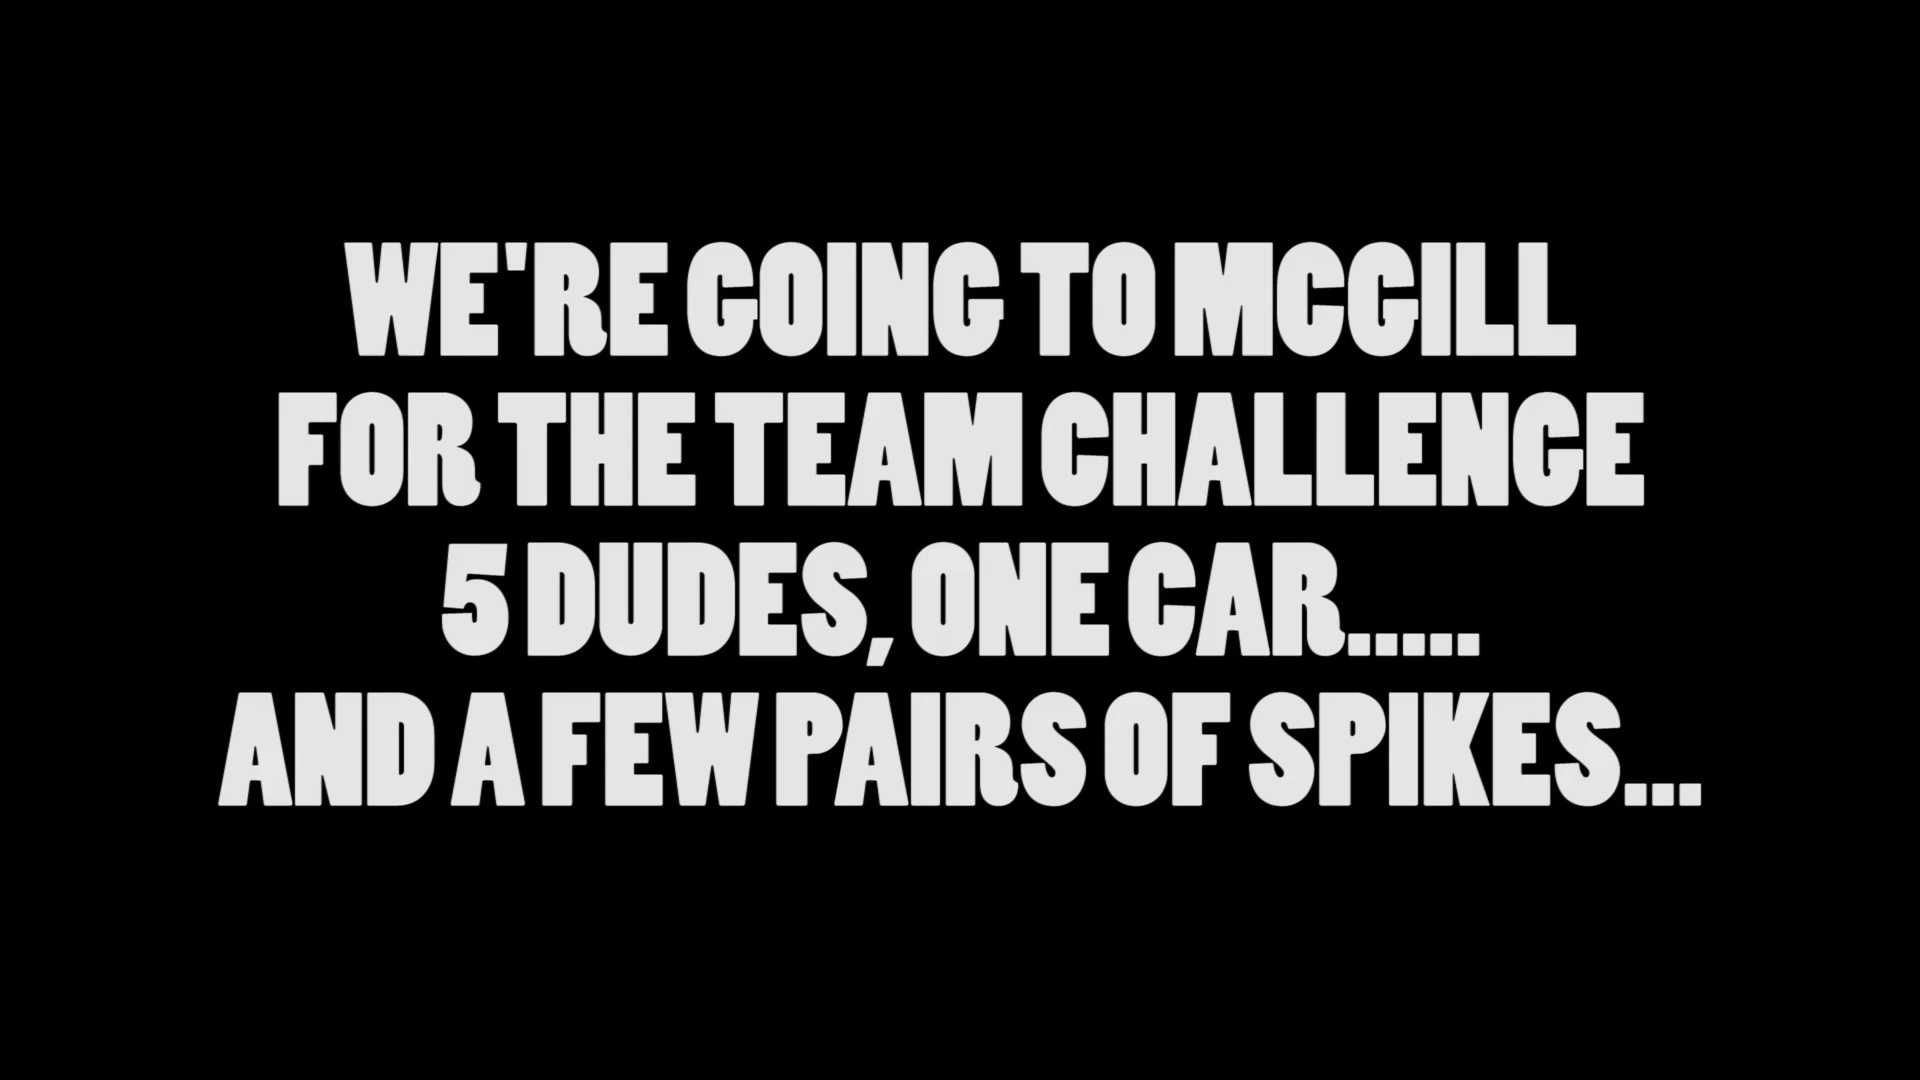 WE'RE GOING TO MCGILL
FOR THE TEAM CHALLENGE
5 DUDES, ONE CAR.....
AND A FEW PAIRS OF SPIKES...